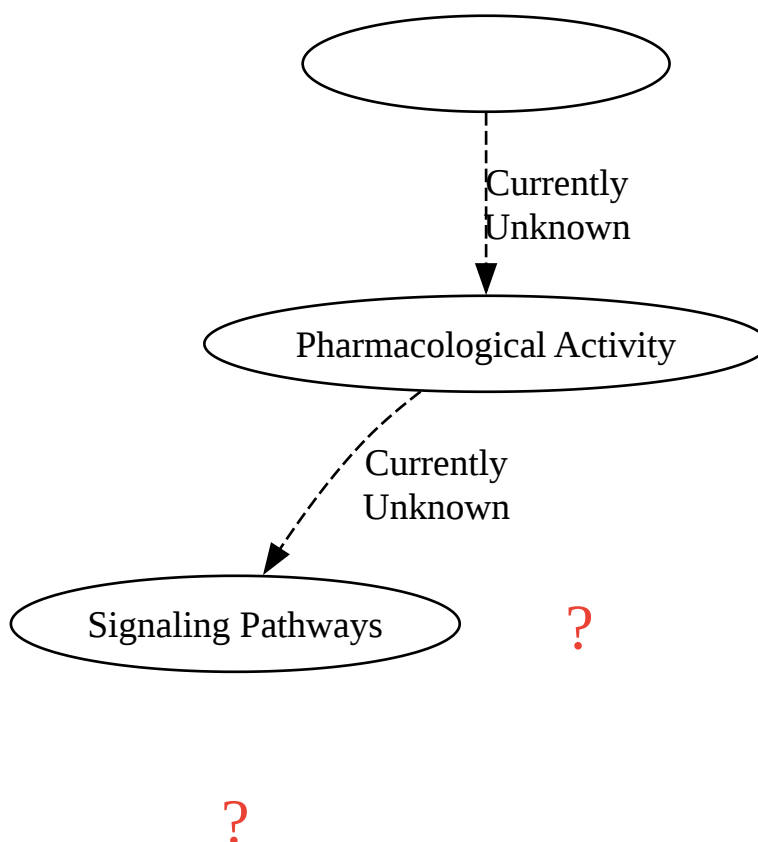 Currently
Unknown
Pharmacological Activity
Currently
Unknown
Signaling Pathways
?
?